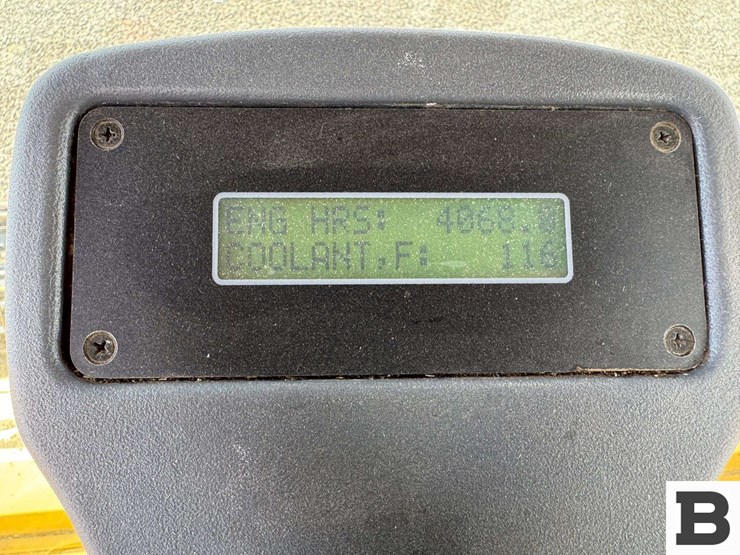 ENG HRS: 4068.0
COOLANT,F: 116
B